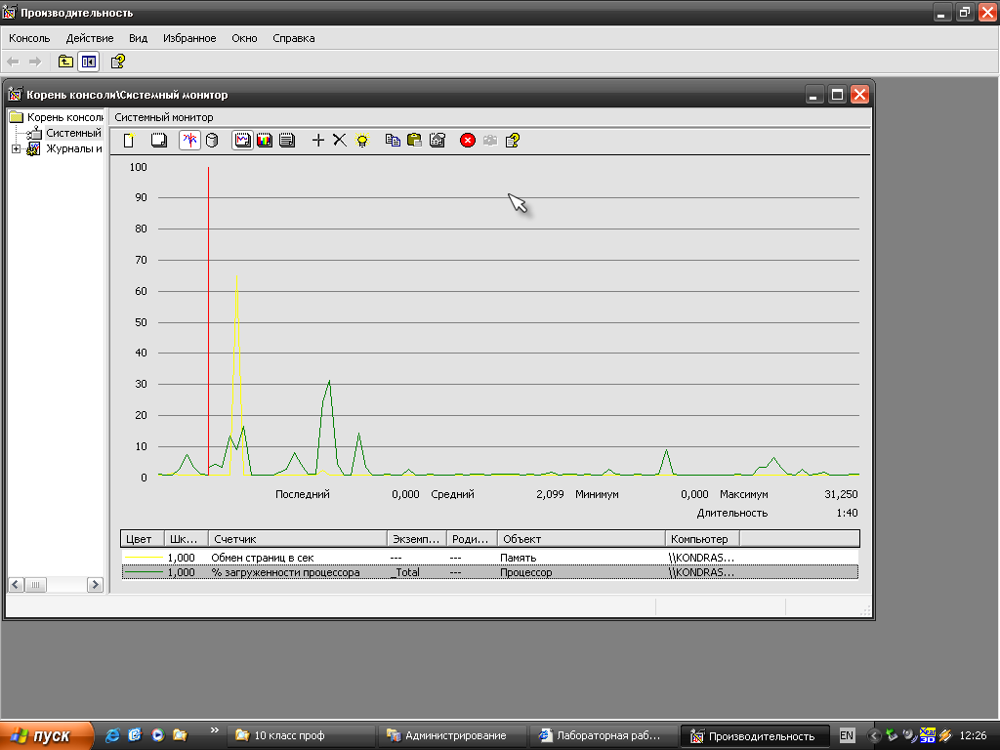 Производительность
Консоль Действие Вид Избранное Окно Справка
Корень консоли\Системный монитор
Корень консоли
Системный монитор
Системный
Журналы и
100
90
80
70
60
50
40
30
20
10
0
Последний 0,000 Средний 2,099 Минимум 0,000 Максимум 31,250
Длительность 1:40
Цвет Шк... Счетчик Экземп... Роди... Объект Компьютер
1,000 Обмен страниц в сек --- --- Память \\KONDRAS...
1,000 % загруженности процессора _Total --- Процессор \\KONDRAS...
пуск » 10 класс проф Администрирование Лабораторная раб... Производительность EN 12:26